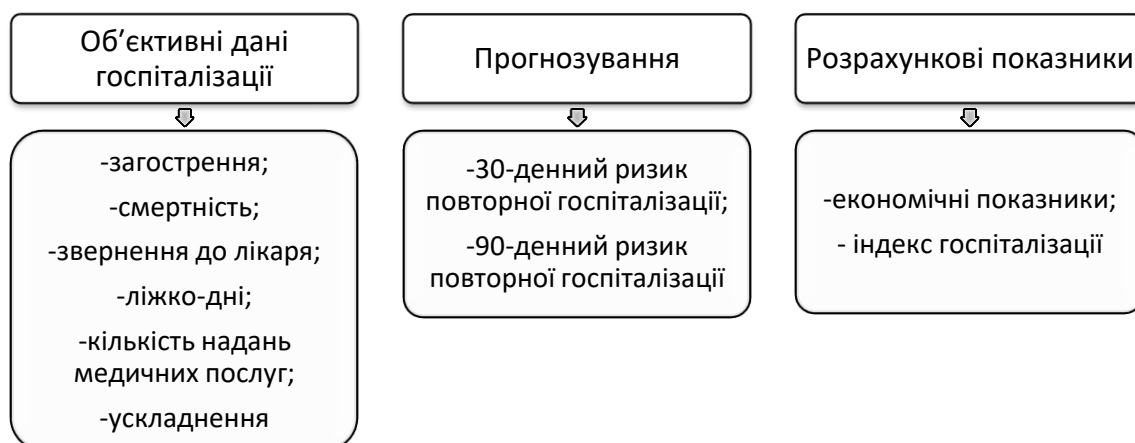 Об’єктивні дані
госпіталізації
-загострення;
-смертність;
-звернення до лікаря;
-ліжко-дні;
-кількість надань
медичних послуг;
-ускладнення
Прогнозування
-30-денний ризик
повторної госпіталізації;
-90-денний ризик
повторної госпіталізації
Розрахункові показники
-економічні показники;
- індекс госпіталізації